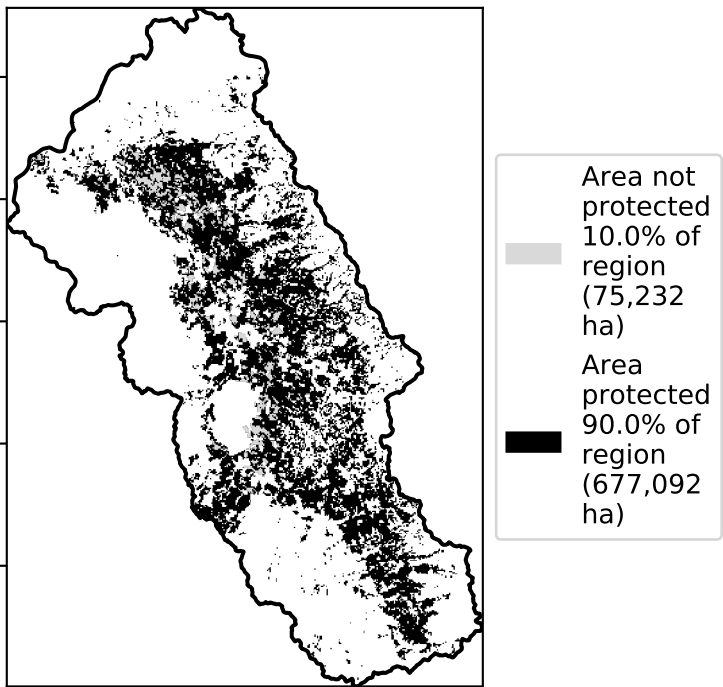 Area not
protected
10.0% of
region
(75,232
ha)
Area
protected
90.0% of
region
(677,092
ha)